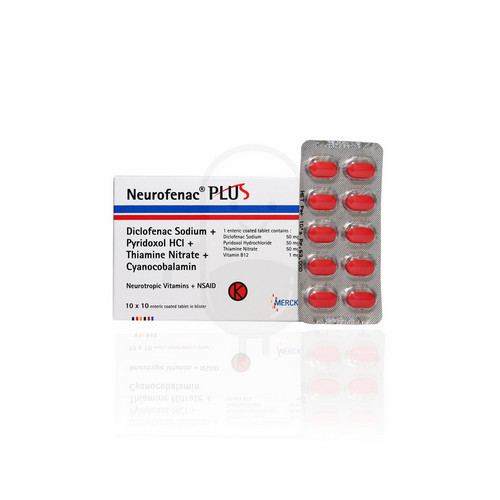 Neurofenac® PLUS
Diclofenac Sodium +
Pyridoxol HCl +
Thiamine Nitrate +
Cyanocobalamin
Neurotropic Vitamins + NSAID
10 x 10 enteric coated tablet in blister
1 enteric coated tablet contains :
Diclofenac Sodium 50 mg
Pyridoxol Hydrochloride 50 mg
Thiamine Nitrate 50 m
Vitamin B12 1 m
K
MERCK